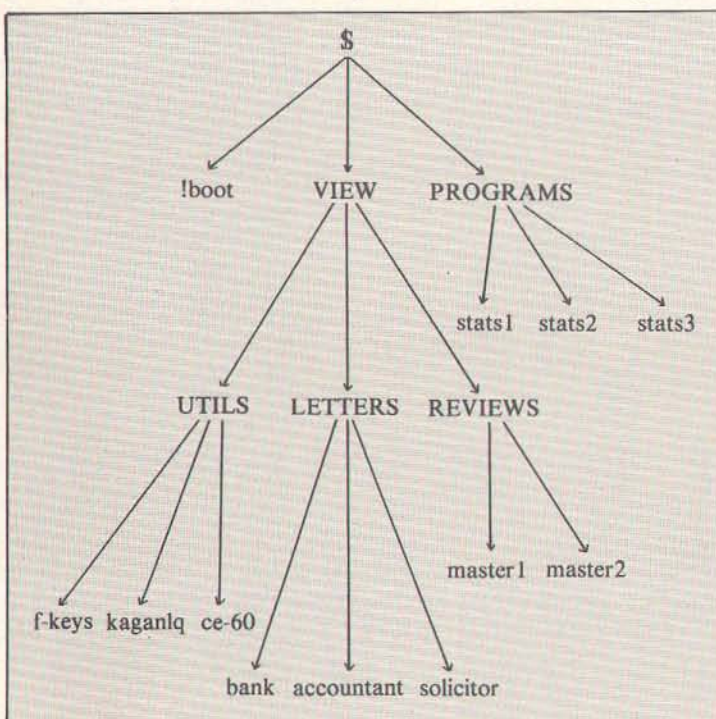 $
!boot VIEW PROGRAMS
stats1 stats2 stats3
UTILS LETTERS REVIEWS
master1 master2
f-keys kaganlq ce-60
bank accountant solicitor